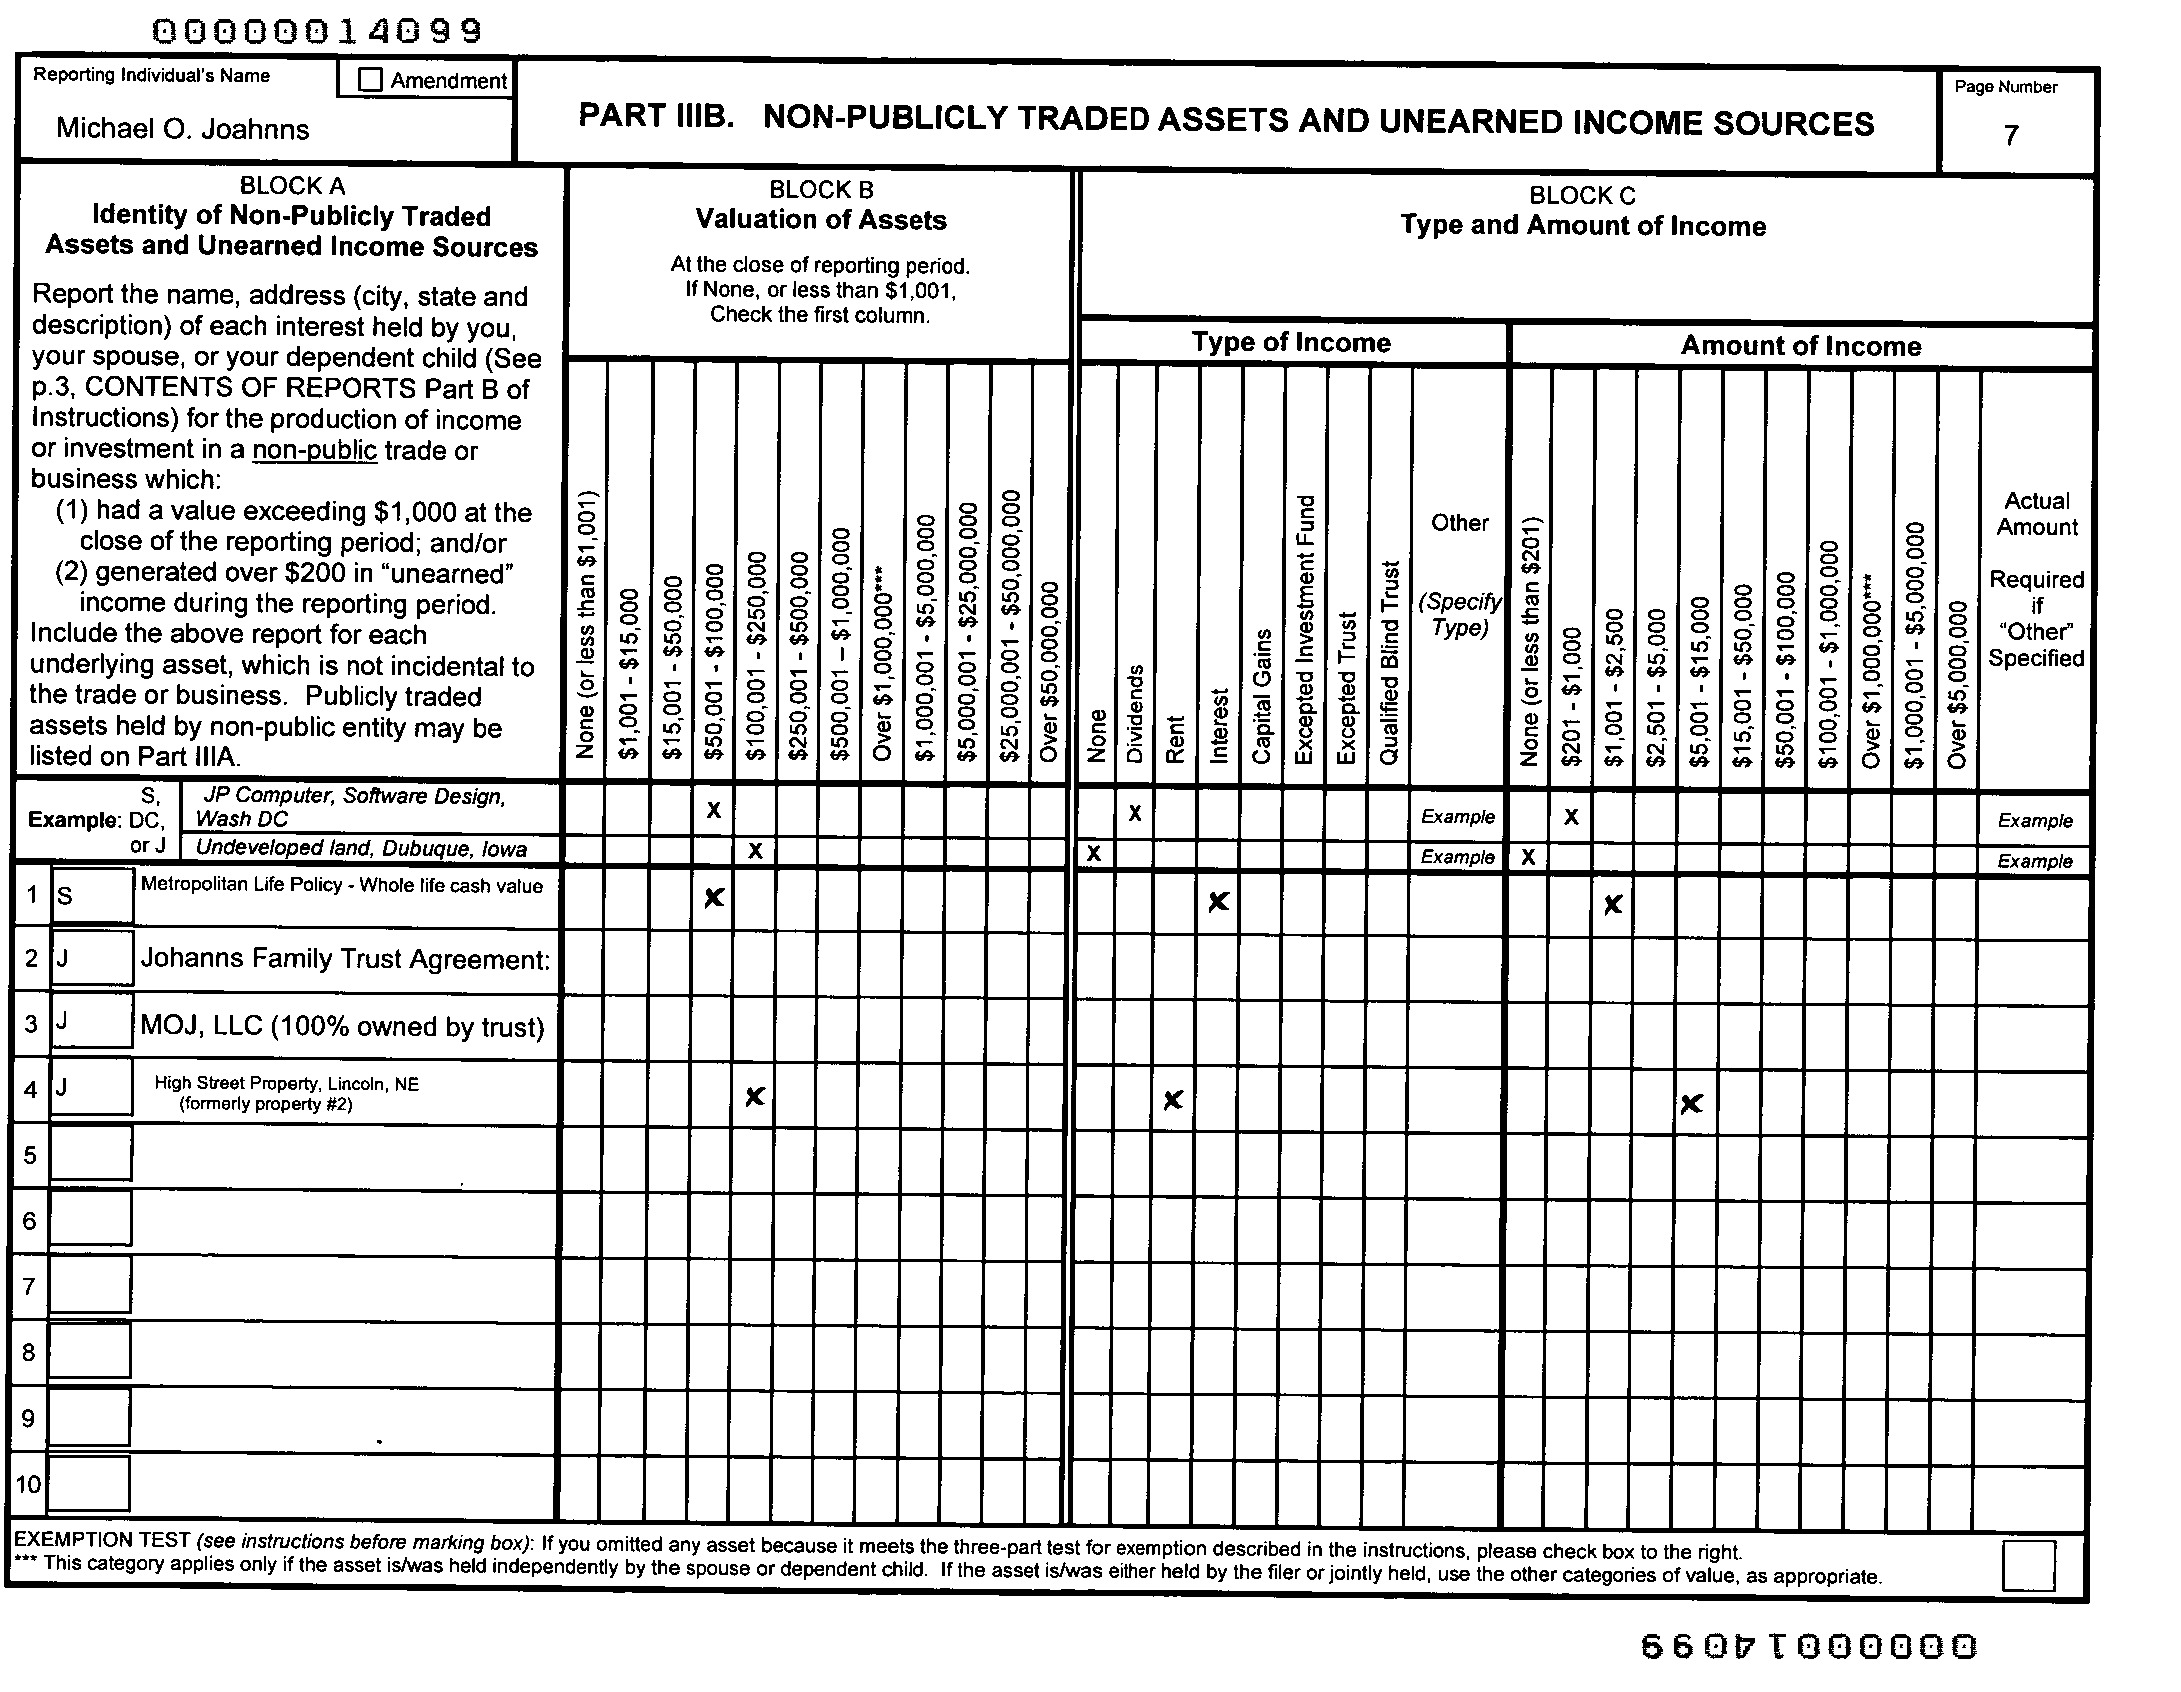 00000014099
Reporting Individual's Name
Amendment
Michael O. Joahnns
PART IIIB. NON-PUBLICLY TRADED ASSETS AND UNEARNED INCOME SOURCES
Page Number
7
BLOCK A
Identity of Non-Publicly Traded
Assets and Unearned Income Sources
Report the name, address (city, state and
description) of each interest held by you,
your spouse, or your dependent child (See
p.3, CONTENTS OF REPORTS Part B of
Instructions) for the production of income
or investment in a non-public trade or
business which:
(1) had a value exceeding $1,000 at the
close of the reporting period; and/or
(2) generated over $200 in "unearned"
income during the reporting period.
Include the above report for each
underlying asset, which is not incidental to
the trade or business. Publicly traded
assets held by non-public entity may be
listed on Part IIIA.
BLOCK B
Valuation of Assets
At the close of reporting period.
If None, or less than $1,001,
Check the first column.
None (or less than $1,001)
$1,001 - $15,000
$15,001 - $50,000
$50,001 - $100,000
$100,001 - $250,000
$250,001 - $500,000
$500,001 – $1,000,000
Over $1,000,000***
$1,000,001 - $5,000,000
$5,000,001 - $25,000,000
$25,000,001 - $50,000,000
Over $50,000,000
BLOCK C
Type and Amount of Income
Type of Income
None
Dividends
Rent
Interest
Capital Gains
Excepted Investment Fund
Excepted Trust
Qualified Blind Trust
Other
(Specify
Type)
Amount of Income
None (or less than $201)
$201 - $1,000
$1,001 - $2,500
$2,501 - $5,000
$5,001 - $15,000
$15,001 - $50,000
$50,001 - $100,000
$100,001 - $1,000,000
Over $1,000,000***
$1,000,001 - $5,000,000
Over $5,000,000
Actual
Amount
Required
if
"Other"
Specified
Example: S,
DC,
or J
JP Computer, Software Design,
Wash DC
X X Example X Example
Undeveloped land, Dubuque, Iowa X X Example X Example
1 S Metropolitan Life Policy - Whole life cash value X X X
2 J Johanns Family Trust Agreement:
3 J MOJ, LLC (100% owned by trust)
4 J High Street Property, Lincoln, NE
(formerly property #2) X X X
5
6
7
8
9
10
EXEMPTION TEST (see instructions before marking box): If you omitted any asset because it meets the three-part test for exemption described in the instructions, please check box to the right.
*** This category applies only if the asset is/was held independently by the spouse or dependent child. If the asset is/was either held by the filer or jointly held, use the other categories of value, as appropriate.
00000014099